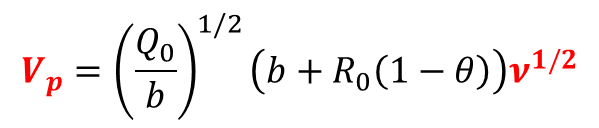 V_p = (Q_0/b)^{1/2} (b + R_0(1 − θ))ν^{1/2}